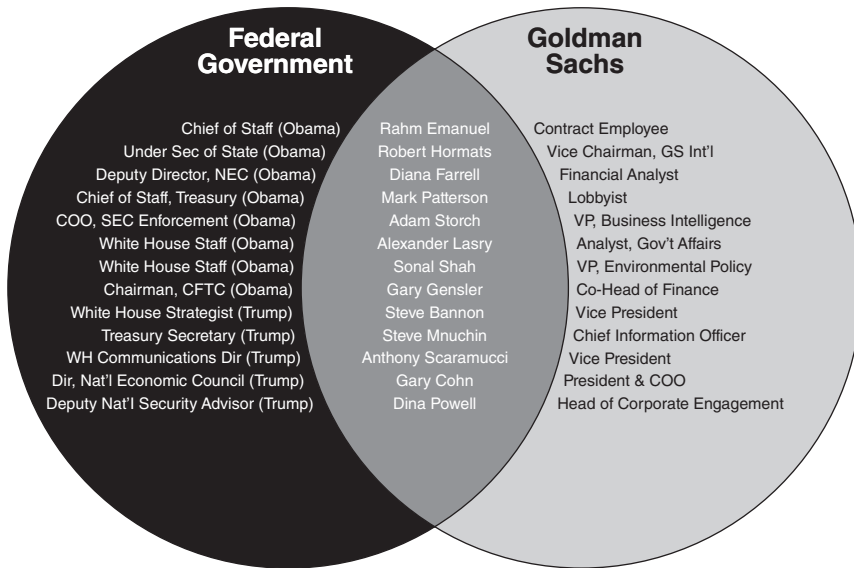 Federal
Government
Goldman
Sachs
Chief of Staff (Obama) Rahm Emanuel Contract Employee
Under Sec of State (Obama) Robert Hormats Vice Chairman, GS Int'l
Deputy Director, NEC (Obama) Diana Farrell Financial Analyst
Chief of Staff, Treasury (Obama) Mark Patterson Lobbyist
COO, SEC Enforcement (Obama) Adam Storch VP, Business Intelligence
White House Staff (Obama) Alexander Lasry Analyst, Gov't Affairs
White House Staff (Obama) Sonal Shah VP, Environmental Policy
Chairman, CFTC (Obama) Gary Gensler Co-Head of Finance
White House Strategist (Trump) Steve Bannon Vice President
Treasury Secretary (Trump) Steve Mnuchin Chief Information Officer
WH Communications Dir (Trump) Anthony Scaramucci Vice President
Dir, Nat'l Economic Council (Trump) Gary Cohn President & COO
Deputy Nat'l Security Advisor (Trump) Dina Powell Head of Corporate Engagement